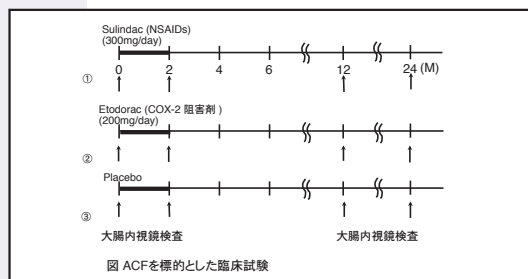 Sulindac (NSAIDs)
(300mg/day)
0 2 4 6 12 24 (M)
①
Etodorac (COX-2 阻害剤)
(200mg/day)
②
Placebo
③
大腸内視鏡検査 大腸内視鏡検査
図 ACFを標的とした臨床試験